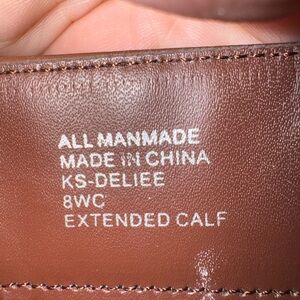 ALL MANMADE
MADE IN CHINA
KS-DELIEE
8WC
EXTENDED CALF